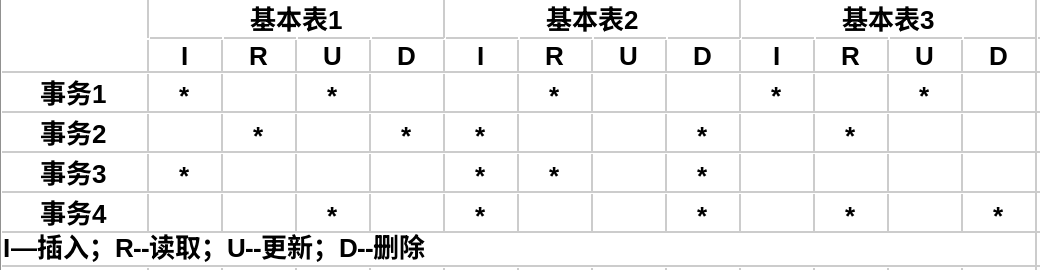 基本表1 基本表2 基本表3
I R U D I R U D I R U D
事务1 * * * * *
事务2 * * * * *
事务3 * * * *
事务4 * * * * *
I—插入；R--读取；U--更新；D--删除